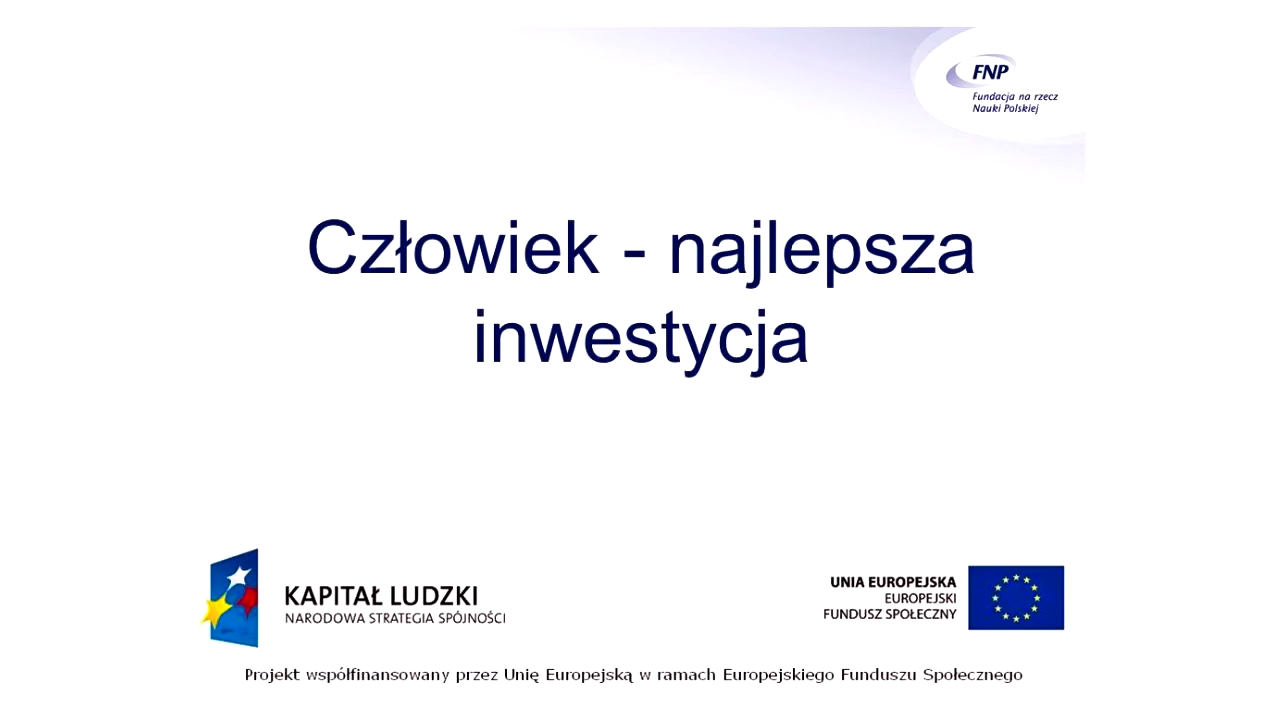 FNP
Fundacja na rzecz
Nauki Polskiej
Człowiek - najlepsza
inwestycja
KAPITAŁ LUDZKI
NARODOWA STRATEGIA SPÓJNOŚCI
UNIA EUROPEJSKA
EUROPEJSKI
FUNDUSZ SPOŁECZNY
Projekt współfinansowany przez Unię Europejską w ramach Europejskiego Funduszu Społecznego